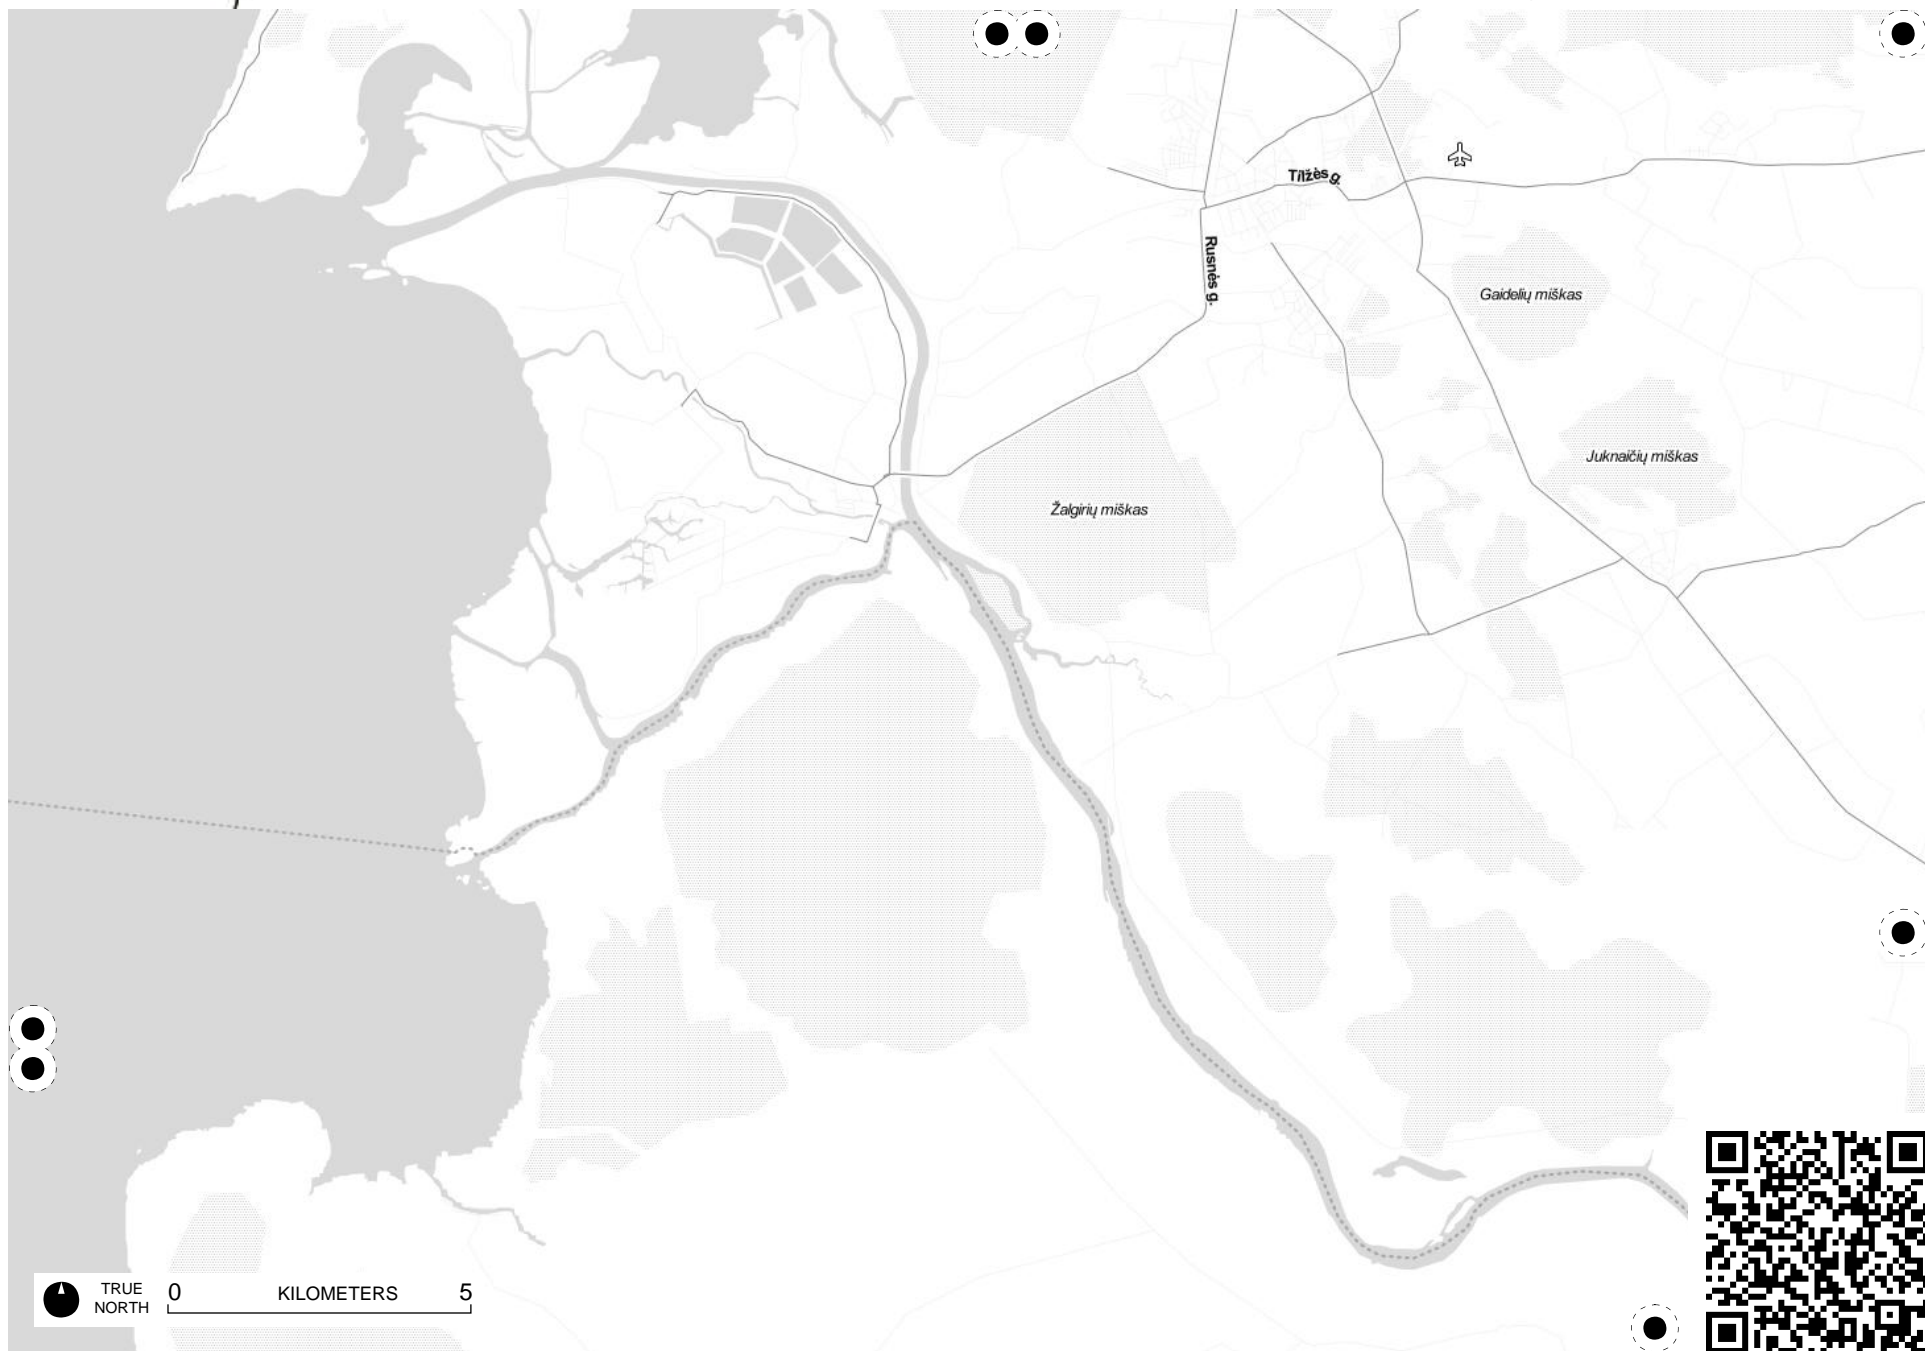 Tilžės g.
Rusnės g.
Gaidelių miškas
Juknaičių miškas
Žalgirių miškas
TRUE NORTH
0 KILOMETERS 5